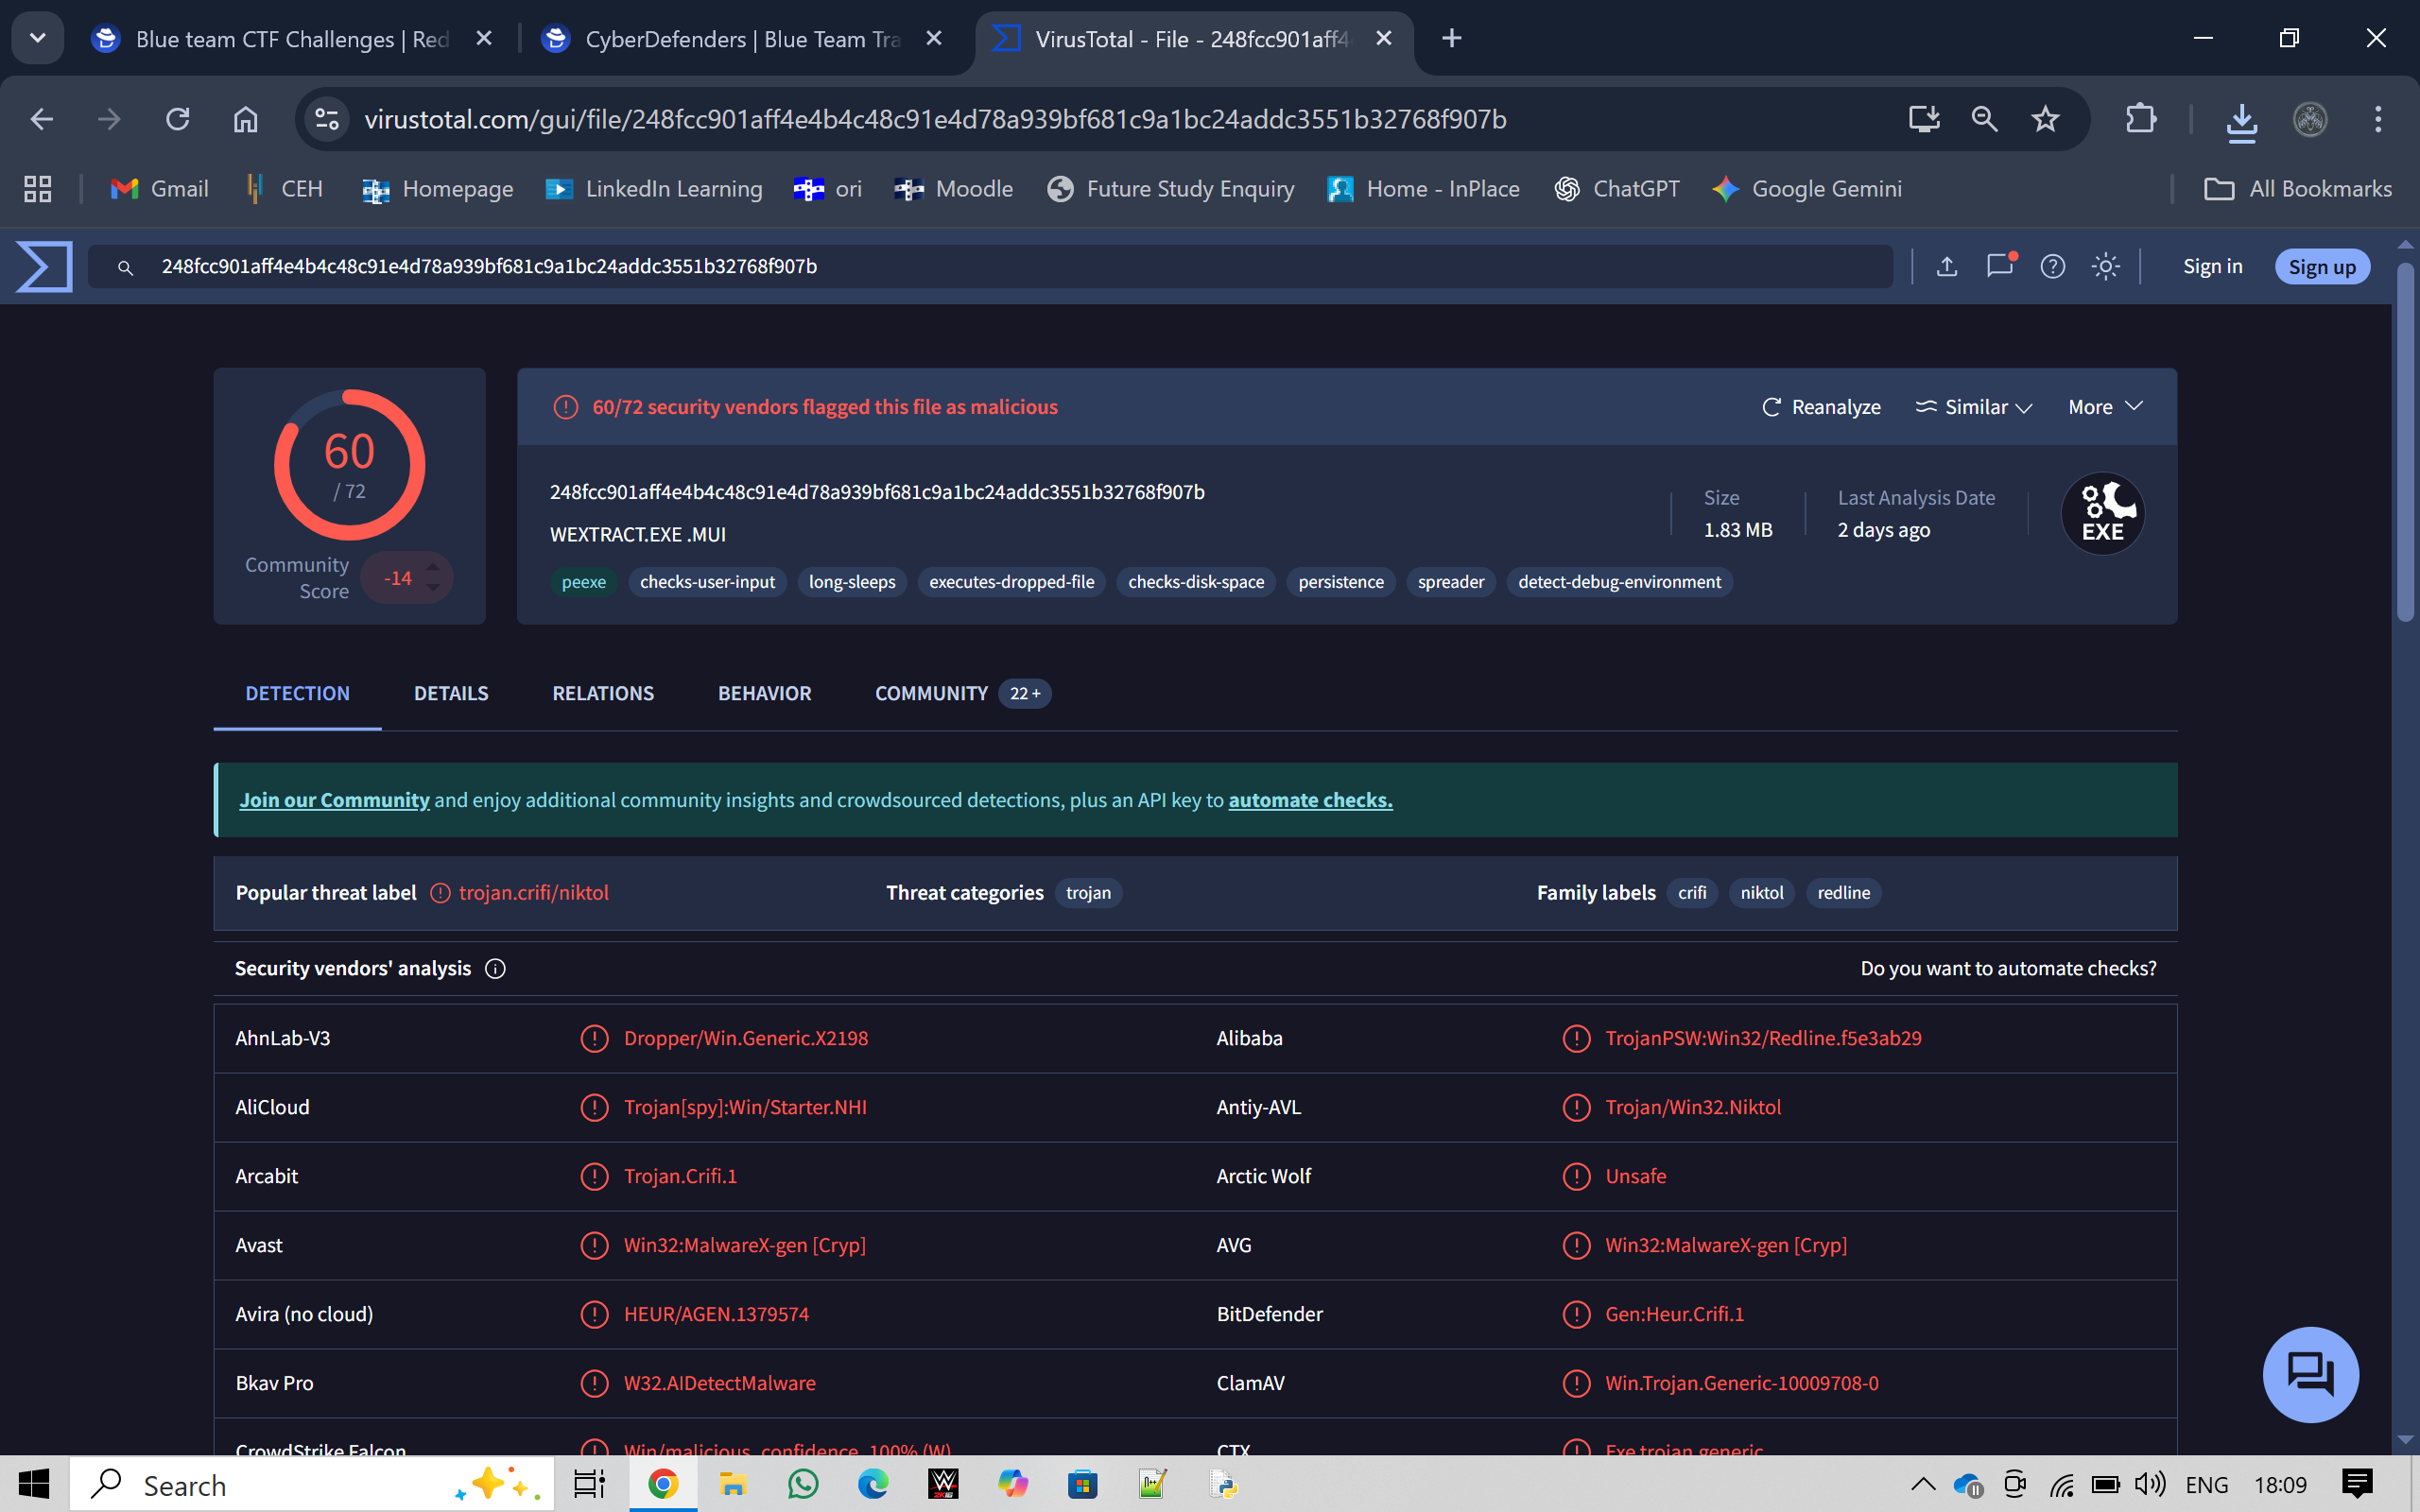 Blue team CTF Challenges | Red
CyberDefenders | Blue Team Tra
VirusTotal - File - 248fcc901aff4
virustotal.com/gui/file/248fcc901aff4e4b4c48c91e4d78a939bf681c9a1bc24addc3551b32768f907b
Gmail CEH Homepage LinkedIn Learning ori Moodle Future Study Enquiry Home - InPlace ChatGPT Google Gemini All Bookmarks
248fcc901aff4e4b4c48c91e4d78a939bf681c9a1bc24addc3551b32768f907b Sign in Sign up
60
/ 72
Community
Score
-14
60/72 security vendors flagged this file as malicious Reanalyze Similar More
248fcc901aff4e4b4c48c91e4d78a939bf681c9a1bc24addc3551b32768f907b
WEXTRACT.EXE .MUI
Size
1.83 MB
Last Analysis Date
2 days ago
EXE
peexe checks-user-input long-sleeps executes-dropped-file checks-disk-space persistence spreader detect-debug-environment
DETECTION DETAILS RELATIONS BEHAVIOR COMMUNITY 22 +
Join our Community and enjoy additional community insights and crowdsourced detections, plus an API key to automate checks.
Popular threat label trojan.crifi/niktol Threat categories trojan Family labels crifi niktol redline
Security vendors' analysis Do you want to automate checks?
AhnLab-V3 Dropper/Win.Generic.X2198 Alibaba TrojanPSW:Win32/Redline.f5e3ab29
AliCloud Trojan[spy]:Win/Starter.NHI Antiy-AVL Trojan/Win32.Niktol
Arcabit Trojan.Crifi.1 Arctic Wolf Unsafe
Avast Win32:MalwareX-gen [Cryp] AVG Win32:MalwareX-gen [Cryp]
Avira (no cloud) HEUR/AGEN.1379574 BitDefender Gen:Heur.Crifi.1
Bkav Pro W32.AIDetectMalware ClamAV Win.Trojan.Generic-10009708-0
CrowdStrike Falcon Win/malicious_confidence_100% (W) CTX Exe.trojan.generic
Search ENG 18:09